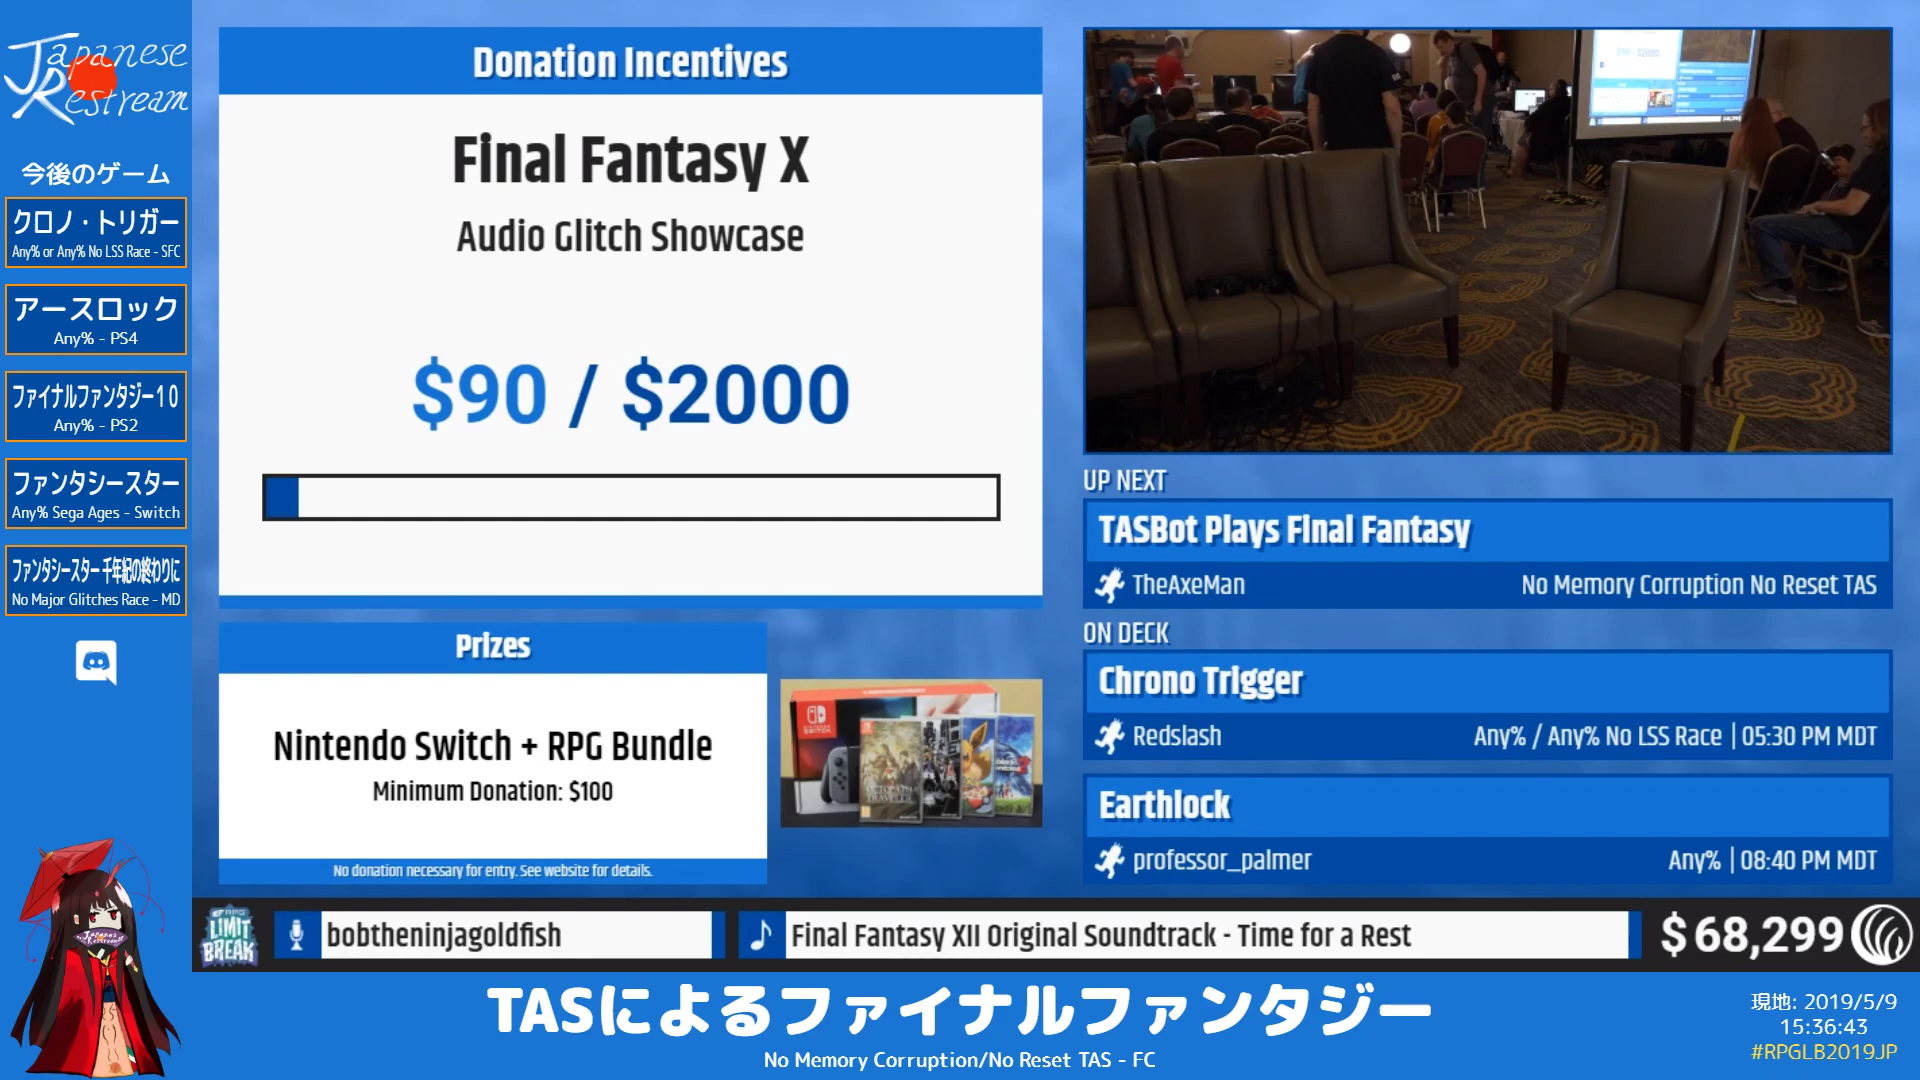 Japanese
Restream
今後のゲーム
クロノ・トリガー
Any% or Any% No LSS Race - SFC
アースロック
Any% - PS4
ファイナルファンタジー10
Any% - PS2
ファンタシースター
Any% Sega Ages - Switch
ファンタシースター 千年紀の終わりに
No Major Glitches Race - MD
Donation Incentives
Final Fantasy X
Audio Glitch Showcase
$90 / $2000
Prizes
Nintendo Switch + RPG Bundle
Minimum Donation: $100
No donation necessary for entry. See website for details.
UP NEXT
TASBot Plays Final Fantasy
TheAxeMan
No Memory Corruption No Reset TAS
ON DECK
Chrono Trigger
Redslash
Any% / Any% No LSS Race | 05:30 PM MDT
Earthlock
professor_palmer
Any% | 08:40 PM MDT
RPG
LIMIT
BREAK
bobtheninjagoldfish
Final Fantasy XII Original Soundtrack - Time for a Rest
$68,299
TASによるファイナルファンタジー
No Memory Corruption/No Reset TAS - FC
現地: 2019/5/9
15:36:43
#RPGLB2019JP